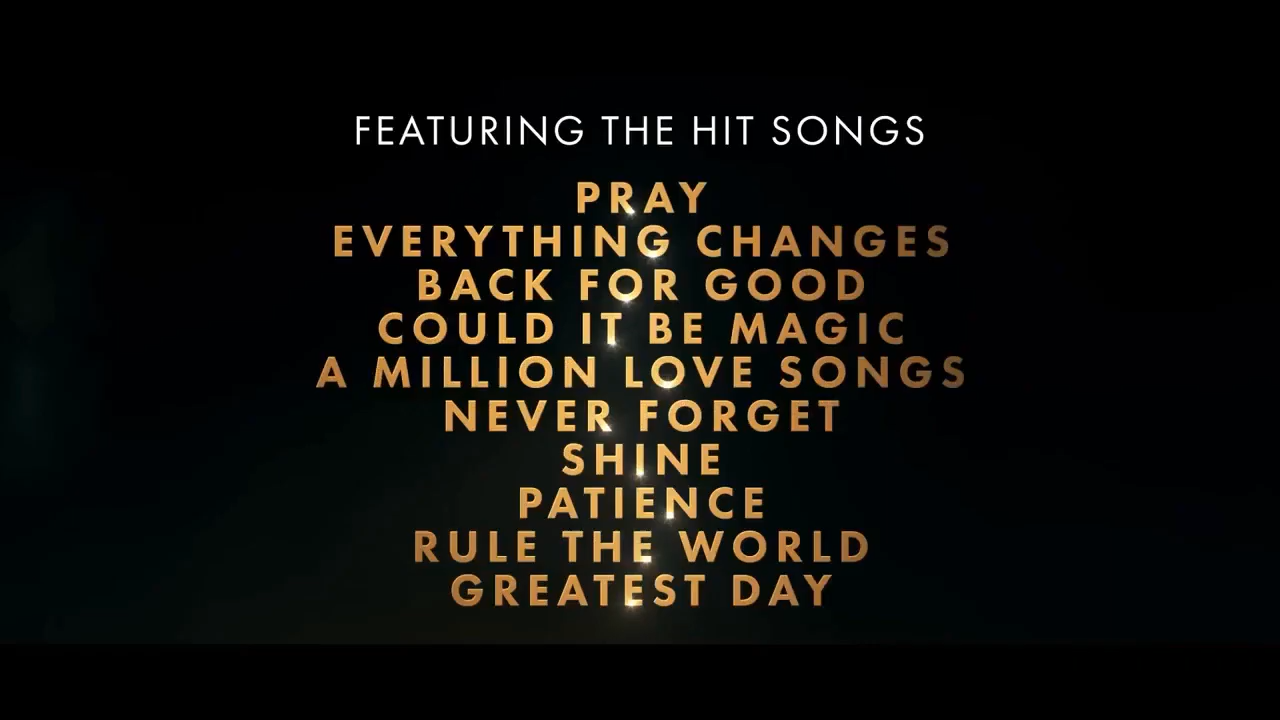 FEATURING THE HIT SONGS
PRAY
EVERYTHING CHANGES
BACK FOR GOOD
COULD IT BE MAGIC
A MILLION LOVE SONGS
NEVER FORGET
SHINE
PATIENCE
RULE THE WORLD
GREATEST DAY